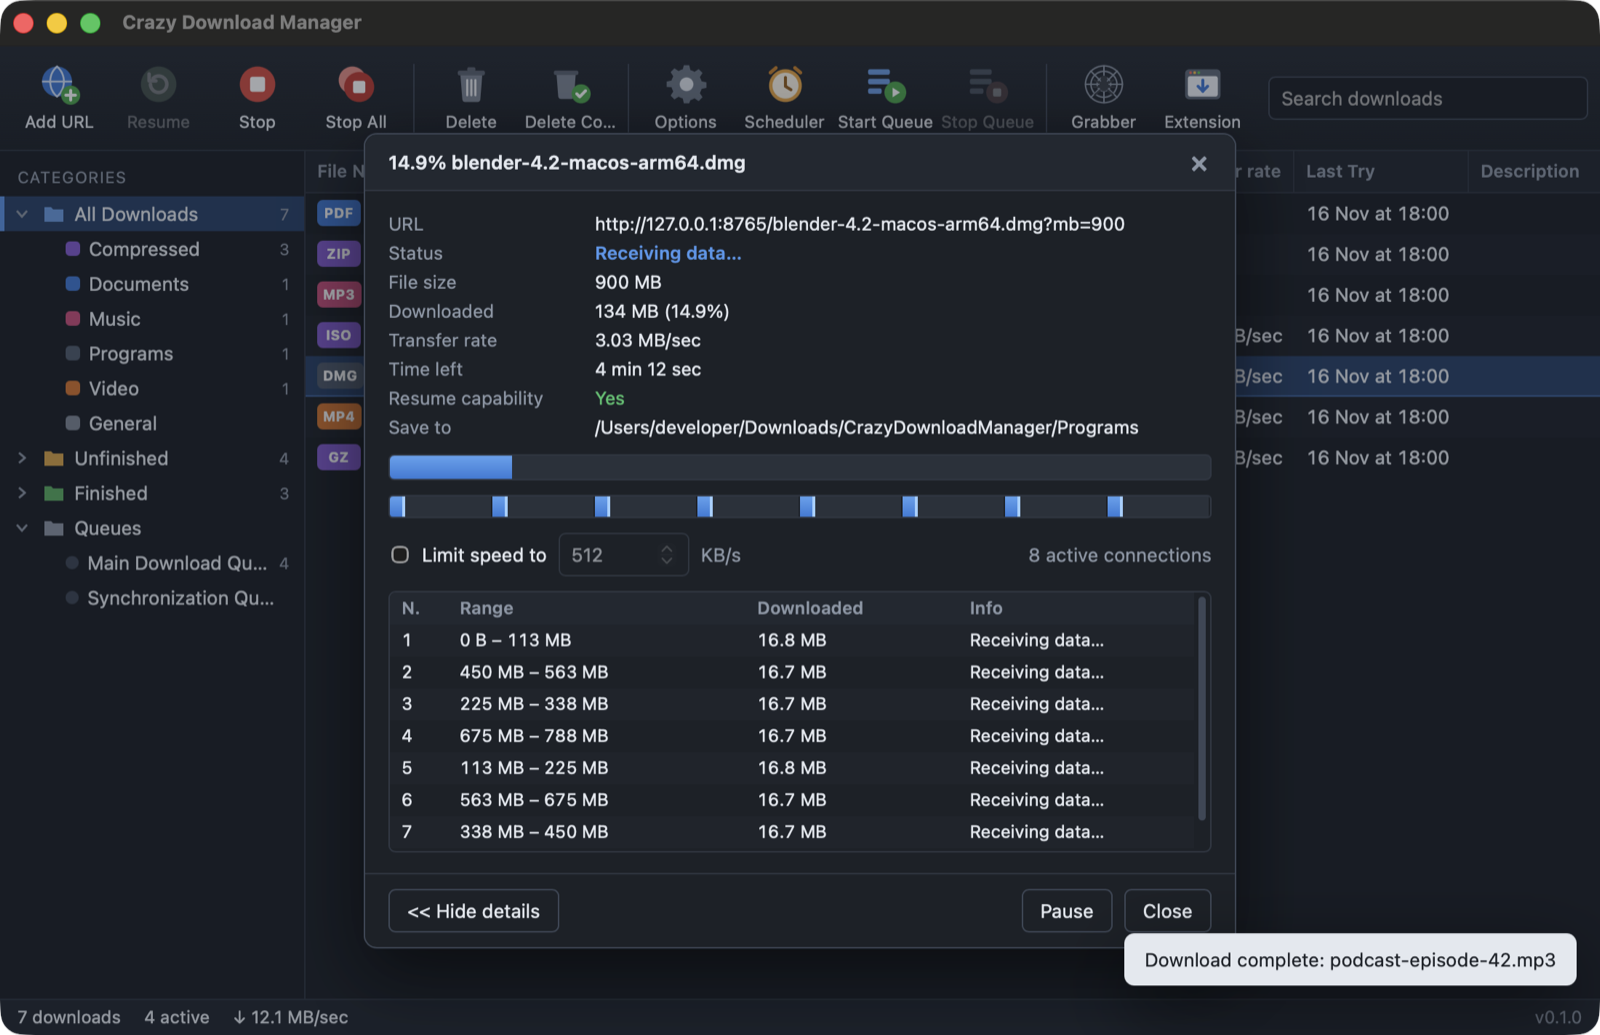 Crazy Download Manager
Add URL
Resume
Stop
Stop All
Delete
Delete Co...
Options
Scheduler
Start Queue
Stop Queue
Grabber
Extension
Search downloads
CATEGORIES
All Downloads 7
Compressed 3
Documents 1
Music 1
Programs 1
Video 1
General
Unfinished 4
Finished 3
Queues
Main Download Qu... 4
Synchronization Qu...
File N
r rate
Last Try
Description
PDF 16 Nov at 18:00
ZIP 16 Nov at 18:00
MP3 16 Nov at 18:00
ISO B/sec 16 Nov at 18:00
DMG B/sec 16 Nov at 18:00
MP4 B/sec 16 Nov at 18:00
GZ B/sec 16 Nov at 18:00
14.9% blender-4.2-macos-arm64.dmg
URL http://127.0.0.1:8765/blender-4.2-macos-arm64.dmg?mb=900
Status Receiving data...
File size 900 MB
Downloaded 134 MB (14.9%)
Transfer rate 3.03 MB/sec
Time left 4 min 12 sec
Resume capability Yes
Save to /Users/developer/Downloads/CrazyDownloadManager/Programs
Limit speed to 512 KB/s 8 active connections
N. Range Downloaded Info
1 0 B – 113 MB 16.8 MB Receiving data...
2 450 MB – 563 MB 16.7 MB Receiving data...
3 225 MB – 338 MB 16.7 MB Receiving data...
4 675 MB – 788 MB 16.7 MB Receiving data...
5 113 MB – 225 MB 16.8 MB Receiving data...
6 563 MB – 675 MB 16.7 MB Receiving data...
7 338 MB – 450 MB 16.7 MB Receiving data...
<< Hide details
Pause
Close
Download complete: podcast-episode-42.mp3
7 downloads 4 active ↓ 12.1 MB/sec
v0.1.0